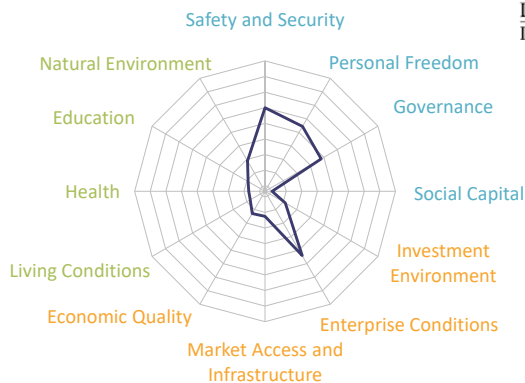 Safety and Security
Natural Environment
Personal Freedom
Education
Governance
Health
Social Capital
Living Conditions
Investment
Environment
Economic Quality
Enterprise Conditions
Market Access and
Infrastructure